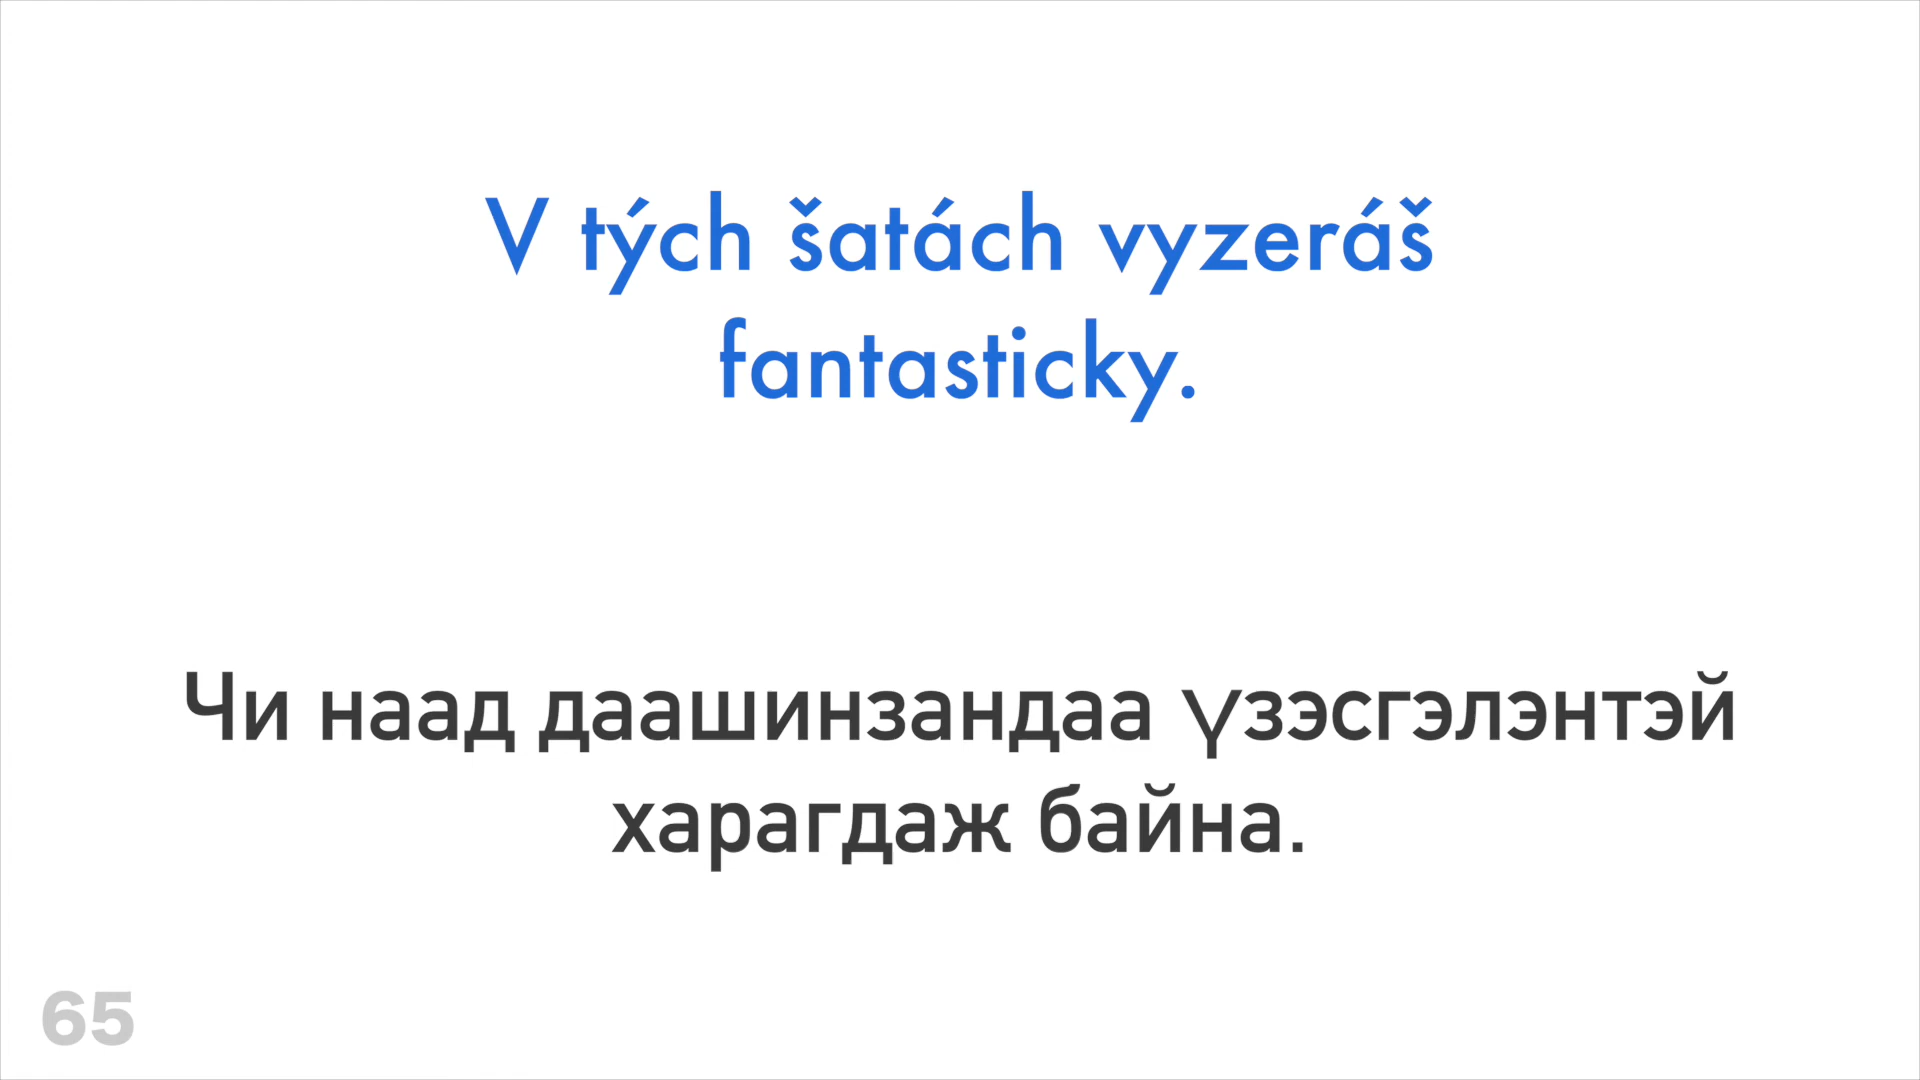 V tých šatách vyzeráš
fantasticky.
Чи наад даашинзандаа үзэсгэлэнтэй
харагдаж байна.
65